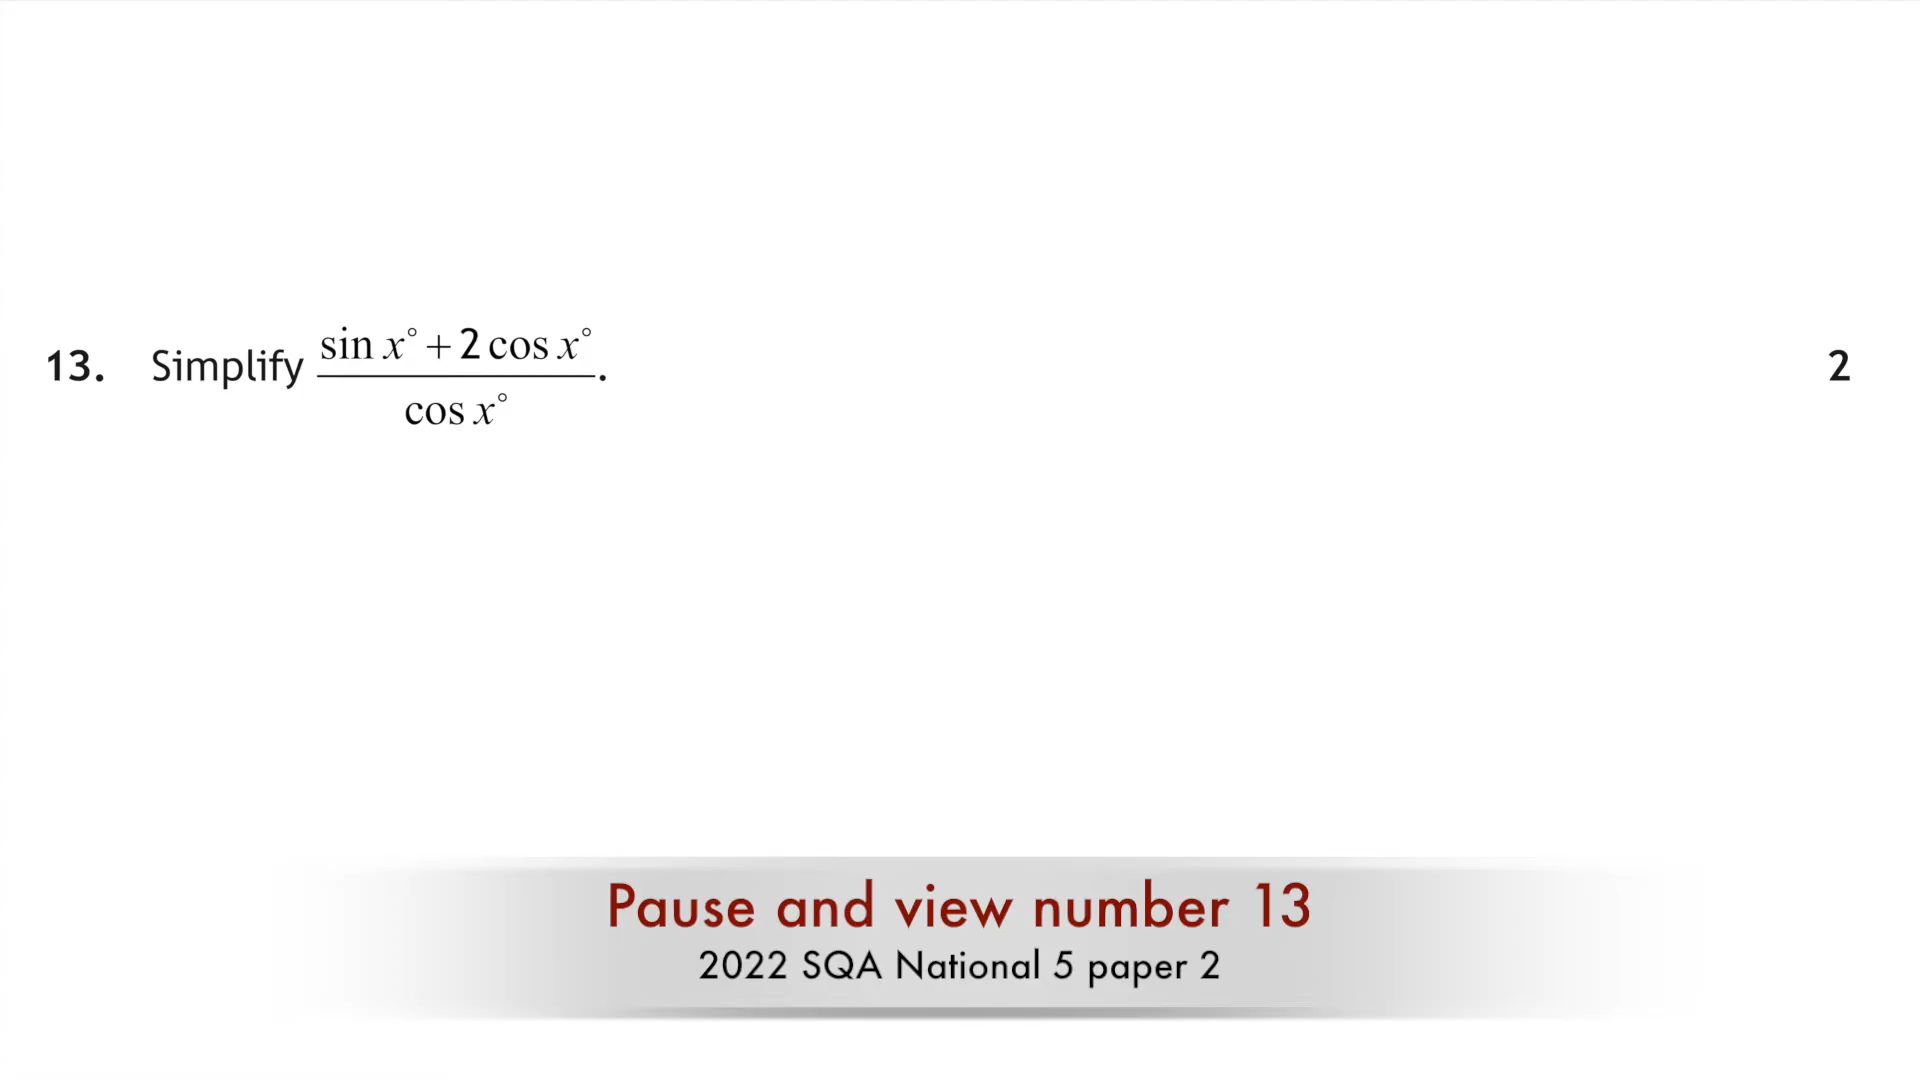 13. Simplify (sin x° + 2 cos x°) / cos x°. 2
Pause and view number 13
2022 SQA National 5 paper 2